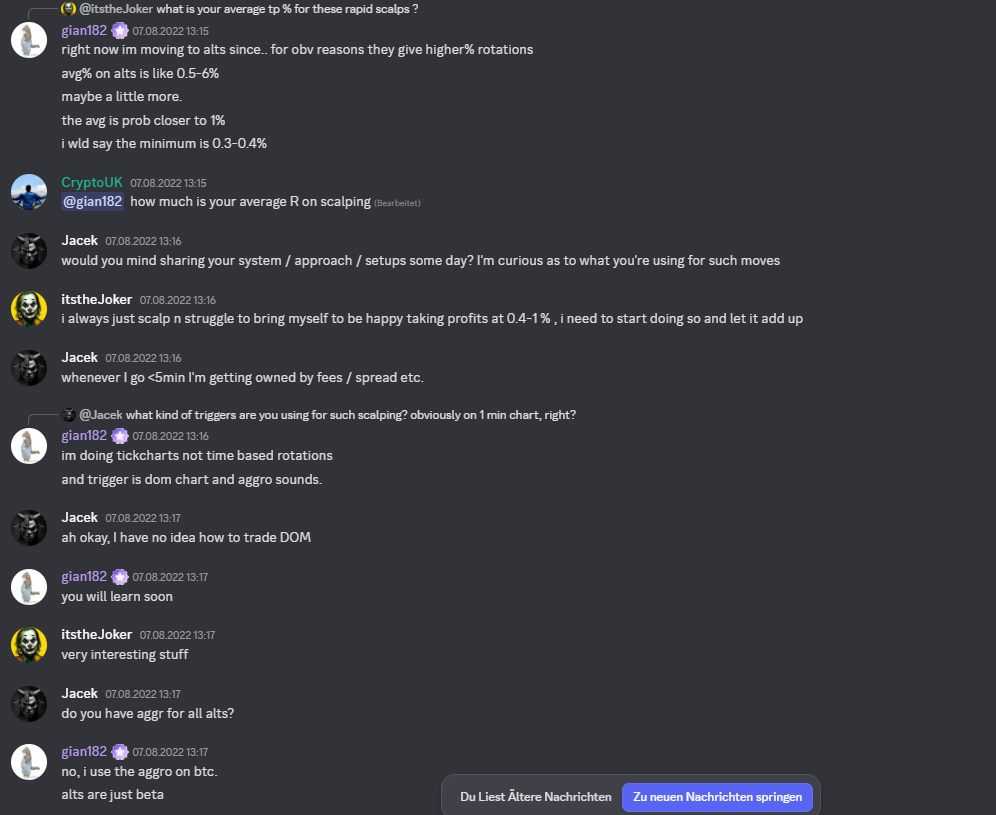 @itstheJoker what is your average tp % for these rapid scalps ?
gian182 07.08.2022 13:15
right now im moving to alts since.. for obv reasons they give higher% rotations
avg% on alts is like 0.5-6%
maybe a little more.
the avg is prob closer to 1%
i wld say the minimum is 0.3-0.4%
CryptoUK 07.08.2022 13:15
@gian182 how much is your average R on scalping (Bearbeitet)
Jacek 07.08.2022 13:16
would you mind sharing your system / approach / setups some day? I'm curious as to what you're using for such moves
itstheJoker 07.08.2022 13:16
i always just scalp n struggle to bring myself to be happy taking profits at 0.4-1 % , i need to start doing so and let it add up
Jacek 07.08.2022 13:16
whenever I go <5min I'm getting owned by fees / spread etc.
@Jacek what kind of triggers are you using for such scalping? obviously on 1 min chart, right?
gian182 07.08.2022 13:16
im doing tickcharts not time based rotations
and trigger is dom chart and aggro sounds.
Jacek 07.08.2022 13:17
ah okay, I have no idea how to trade DOM
gian182 07.08.2022 13:17
you will learn soon
itstheJoker 07.08.2022 13:17
very interesting stuff
Jacek 07.08.2022 13:17
do you have aggr for all alts?
gian182 07.08.2022 13:17
no, i use the aggro on btc.
alts are just beta
Du Liest Ältere Nachrichten Zu neuen Nachrichten springen